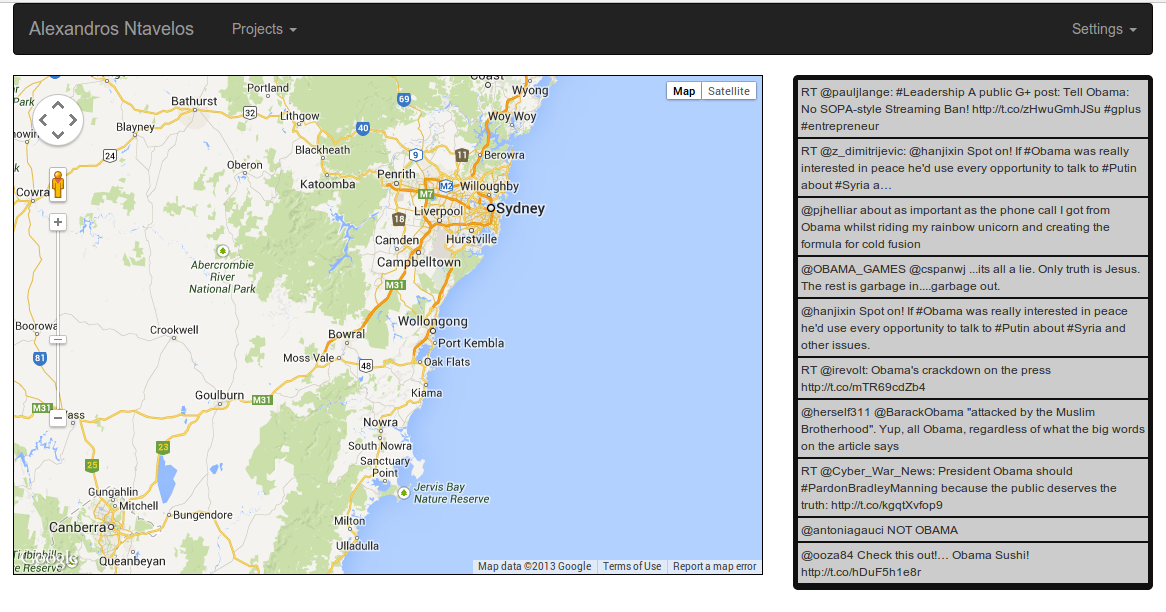 Alexandros Ntavelos
Projects
Settings
Map
Satellite
Portland
Coast
Wyong
Bathurst
69
32
Lithgow
Woy Woy
Blayney
40
24
Blackheath
9
11
Berowra
Oberon
Penrith
Katoomba
M2
Willoughby
M7
Cowra
Liverpool
Sydney
18
Camden
Hurstville
Campbelltown
Abercrombie
River
National Park
M31
Boorowa
Crookwell
Wollongong
Bowral
Port Kembla
81
Moss Vale
48
Oak Flats
Goulburn
M31
Kiama
M31
Nowra
23
South Nowra
25
Sanctuary
Point
Jervis Bay
Nature Reserve
Gungahlin
Mitchell
Bungendore
Milton
Canberra
Ulladulla
Queanbeyan
Google
Map data ©2013 Google
Terms of Use
Report a map error
RT @pauljlange: #Leadership A public G+ post: Tell Obama:
No SOPA-style Streaming Ban! http://t.co/zHwuGmhJSu #gplus
#entrepreneur
RT @z_dimitrijevic: @hanjixin Spot on! If #Obama was really
interested in peace he'd use every opportunity to talk to #Putin
about #Syria a…
@pjhelliar about as important as the phone call I got from
Obama whilst riding my rainbow unicorn and creating the
formula for cold fusion
@OBAMA_GAMES @cspanwj ...its all a lie. Only truth is Jesus.
The rest is garbage in....garbage out.
@hanjixin Spot on! If #Obama was really interested in peace
he'd use every opportunity to talk to #Putin about #Syria and
other issues.
RT @irevolt: Obama's crackdown on the press
http://t.co/mTR69cdZb4
@herself311 @BarackObama "attacked by the Muslim
Brotherhood". Yup, all Obama, regardless of what the big words
on the article says
RT @Cyber_War_News: President Obama should
#PardonBradleyManning because the public deserves the
truth: http://t.co/kgqtXvfop9
@antoniagauci NOT OBAMA
@ooza84 Check this out!… Obama Sushi!
http://t.co/hDuF5h1e8r